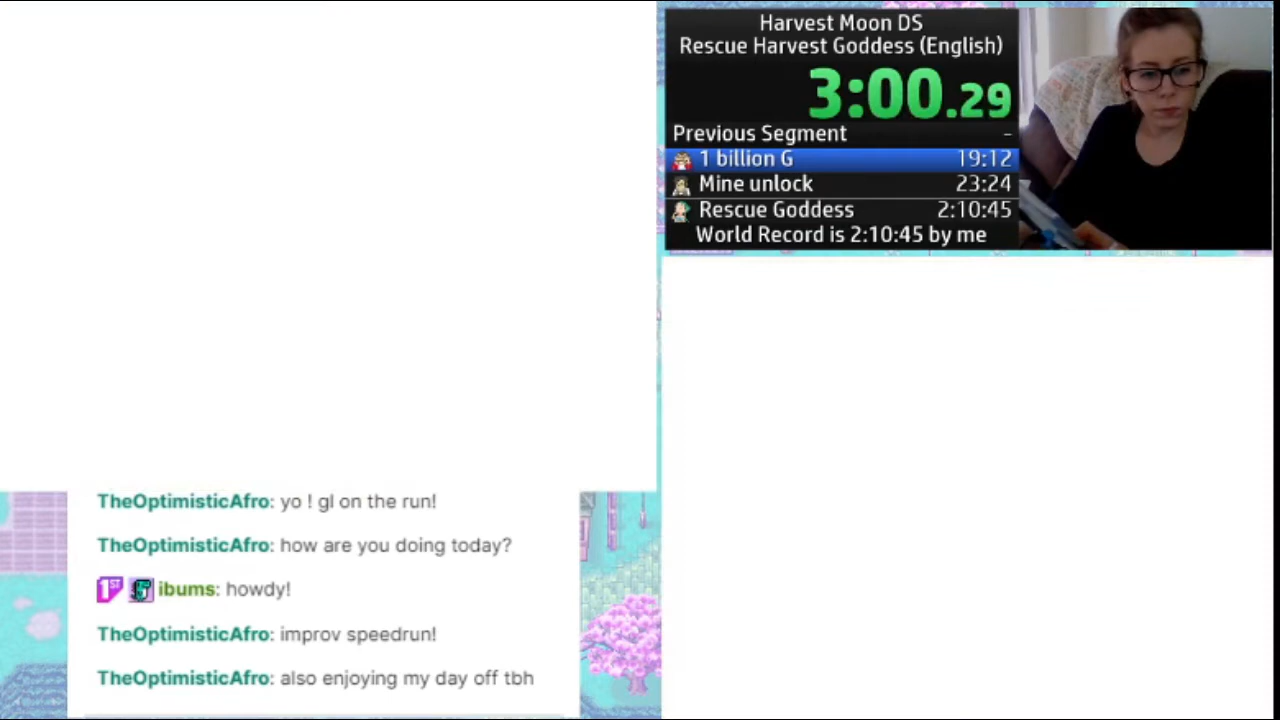 Harvest Moon DS
Rescue Harvest Goddess (English)
3:00.29
Previous Segment -
1 billion G 19:12
Mine unlock 23:24
Rescue Goddess 2:10:45
World Record is 2:10:45 by me
TheOptimisticAfro: yo ! gl on the run!
TheOptimisticAfro: how are you doing today?
1ST ibums: howdy!
TheOptimisticAfro: improv speedrun!
TheOptimisticAfro: also enjoying my day off tbh